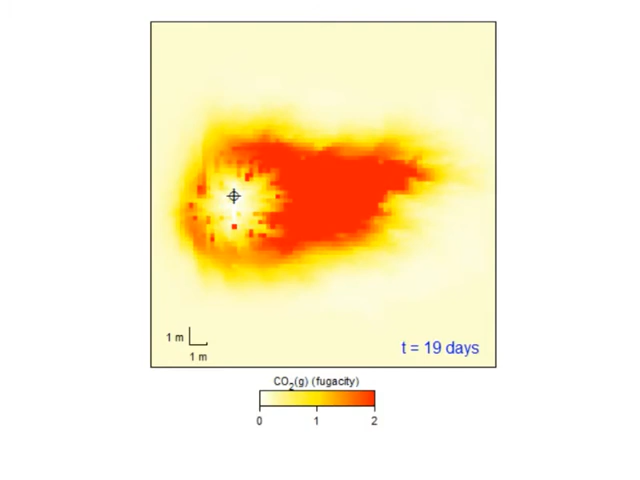 1 m
1 m
t = 19 days
CO2(g) (fugacity)
0 1 2